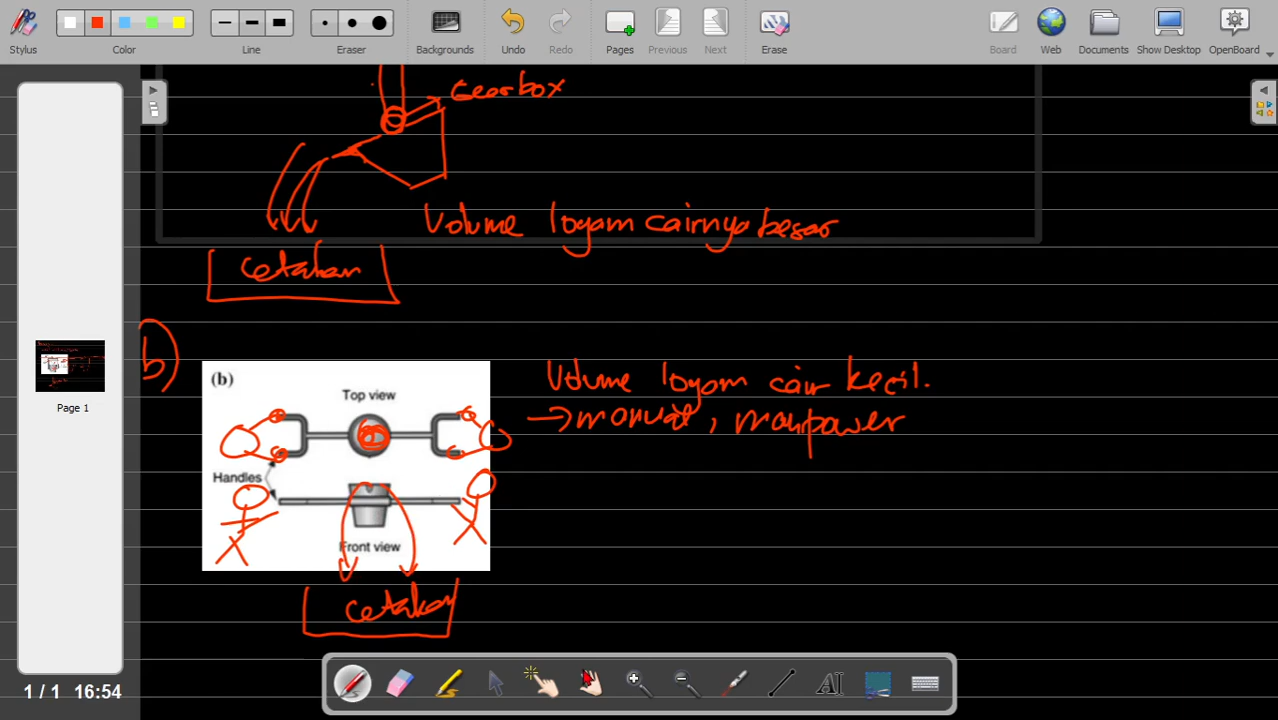 Stylus
Color
Line
Eraser
Backgrounds
Undo
Redo
Pages
Previous
Next
Erase
Board
Web
Documents
Show Desktop
OpenBoard
Gearbox
Volume logam cairnya besar
cetakan
b)
(b)
Top view
Handles
Front view
Volume logam cair kecil.
→ manual, manpower
cetakan
Page 1
1 / 1 16:54
AI